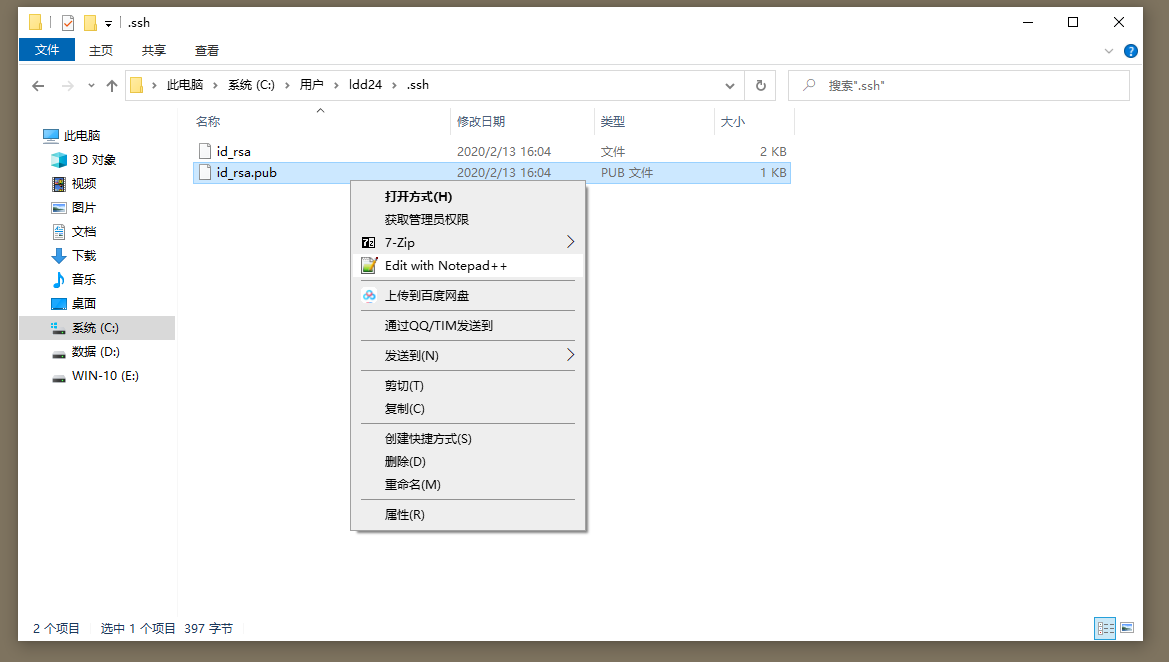 .ssh
文件 主页 共享 查看
此电脑 系统 (C:) 用户 ldd24 .ssh
搜索".ssh"
名称 修改日期 类型 大小
id_rsa 2020/2/13 16:04 文件 2 KB
id_rsa.pub 2020/2/13 16:04 PUB 文件 1 KB
此电脑
3D 对象
视频
图片
文档
下载
音乐
桌面
系统 (C:)
数据 (D:)
WIN-10 (E:)
打开方式(H)
获取管理员权限
7z 7-Zip
Edit with Notepad++
上传到百度网盘
通过QQ/TIM发送到
发送到(N)
剪切(T)
复制(C)
创建快捷方式(S)
删除(D)
重命名(M)
属性(R)
2 个项目 选中 1 个项目 397 字节